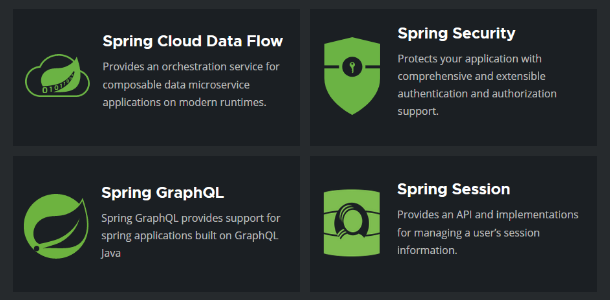 Spring Cloud Data Flow
Provides an orchestration service for
composable data microservice
applications on modern runtimes.
Spring Security
Protects your application with
comprehensive and extensible
authentication and authorization
support.
Spring GraphQL
Spring GraphQL provides support for
spring applications built on GraphQL
Java
Spring Session
Provides an API and implementations
for managing a user's session
information.